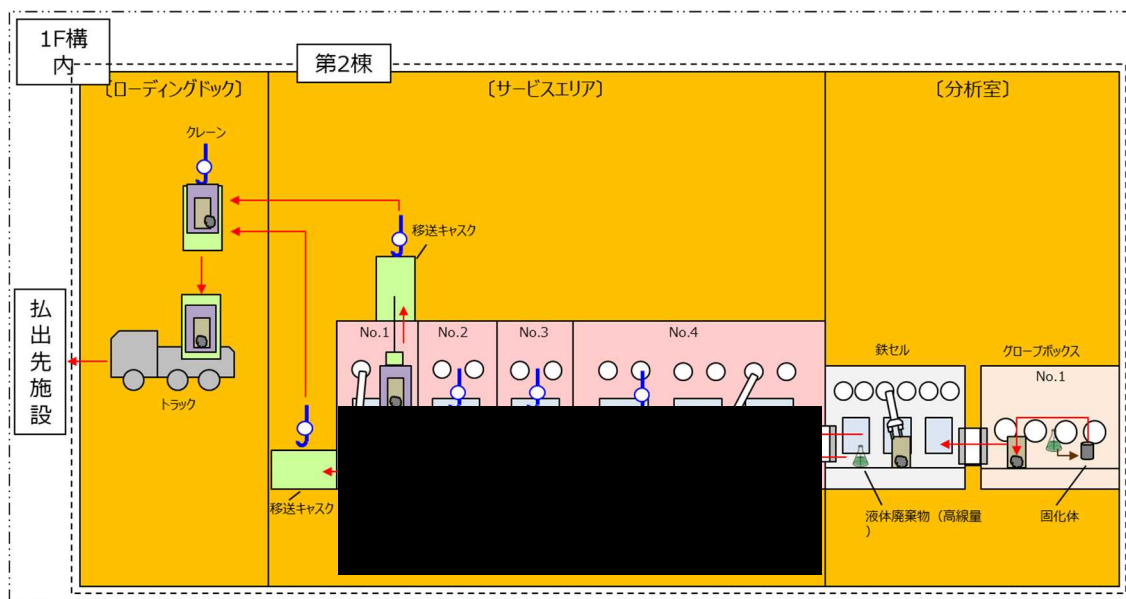 1F構
内
第2棟
〔ローディングドック〕
〔サービスエリア〕
〔分析室〕
クレーン
移送キャスク
No.1
No.2
No.3
No.4
鉄セル
グローブボックス
No.1
払
出
先
施
設
トラック
移送キャスク
液体廃棄物（高線量
）
固化体